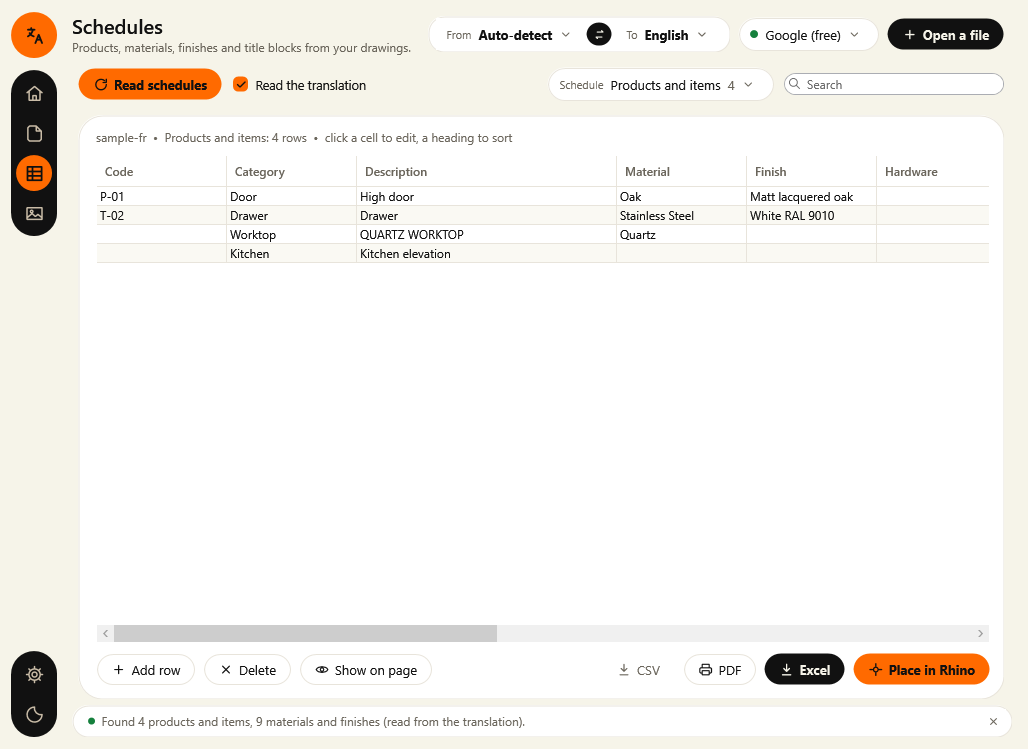 Schedules
Products, materials, finishes and title blocks from your drawings.
From Auto-detect
To English
Google (free)
+ Open a file
Read schedules
Read the translation
Schedule Products and items 4
Search
sample-fr • Products and items: 4 rows • click a cell to edit, a heading to sort
Code Category Description Material Finish Hardware
P-01 Door High door Oak Matt lacquered oak
T-02 Drawer Drawer Stainless Steel White RAL 9010
Worktop QUARTZ WORKTOP Quartz
Kitchen Kitchen elevation
+ Add row
Delete
Show on page
CSV
PDF
Excel
Place in Rhino
Found 4 products and items, 9 materials and finishes (read from the translation).